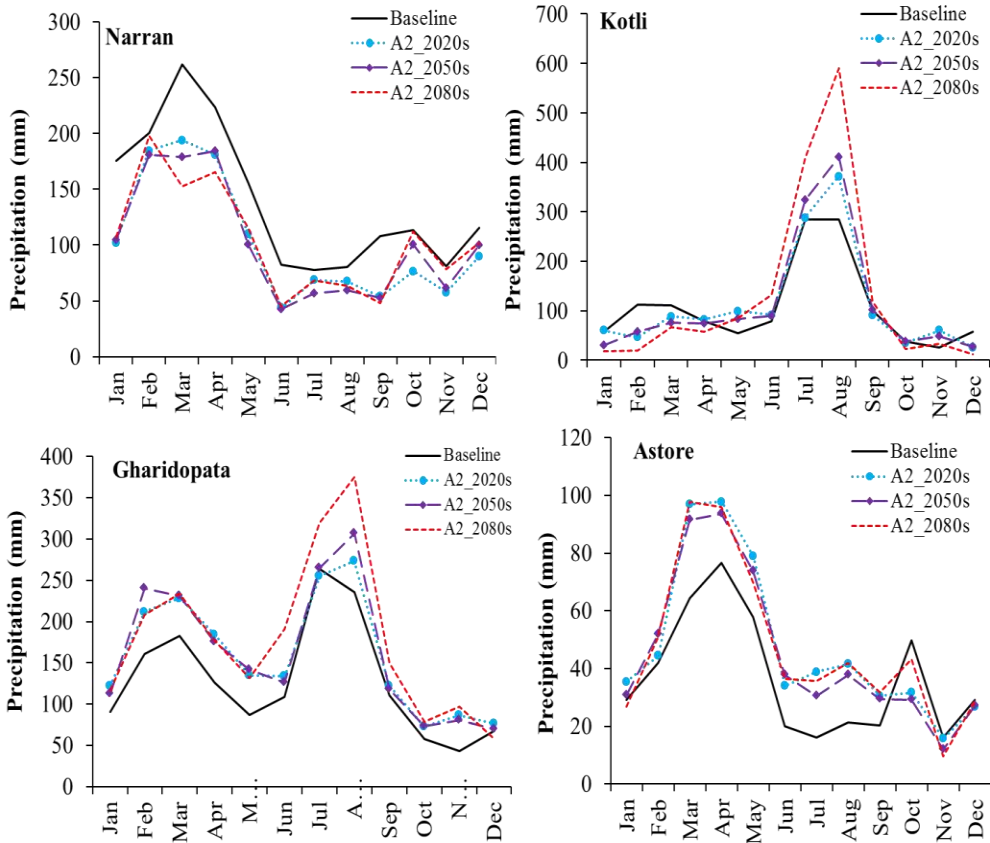 Narran
Baseline
A2_2020s
A2_2050s
A2_2080s
Precipitation (mm)
300
250
200
150
100
50
0
Jan
Feb
Mar
Apr
May
Jun
Jul
Aug
Sep
Oct
Nov
Dec
Kotli
Baseline
A2_2020s
A2_2050s
A2_2080s
Precipitation (mm)
700
600
500
400
300
200
100
0
Jan
Feb
Mar
Apr
May
Jun
Jul
Aug
Sep
Oct
Nov
Dec
Gharidopata
Baseline
A2_2020s
A2_2050s
A2_2080s
Precipitation (mm)
400
350
300
250
200
150
100
50
0
Jan
Feb
Mar
Apr
M…
Jun
Jul
A…
Sep
Oct
N…
Dec
Astore
Baseline
A2_2020s
A2_2050s
A2_2080s
Precipitation (mm)
120
100
80
60
40
20
0
Jan
Feb
Mar
Apr
May
Jun
Jul
Aug
Sep
Oct
Nov
Dec